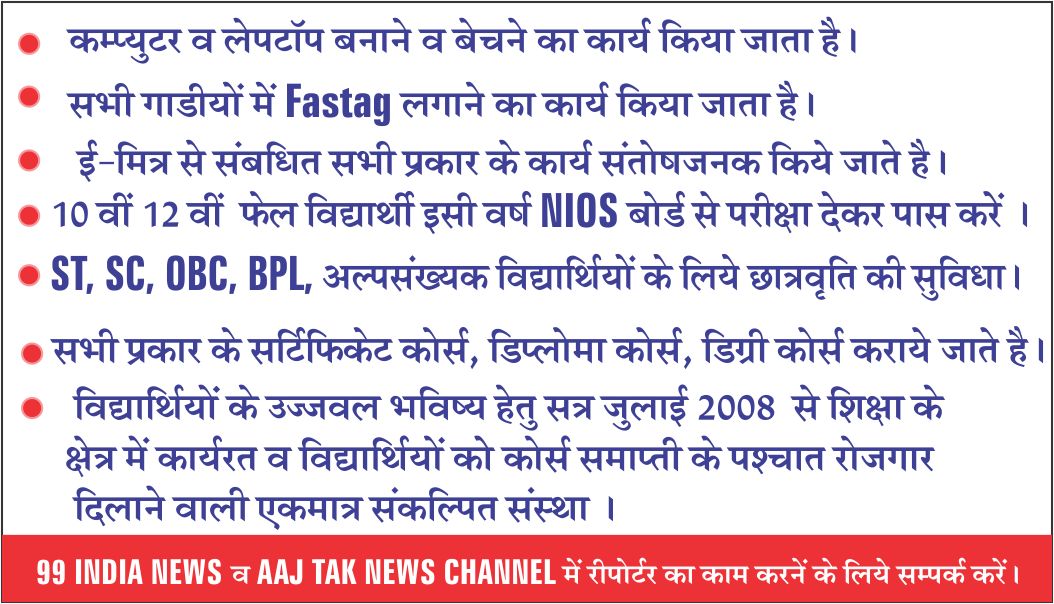 कम्प्युटर व लेपटॉप बनाने व बेचने का कार्य किया जाता है।
सभी गाडीयों में Fastag लगाने का कार्य किया जाता है।
ई-मित्र से संबधित सभी प्रकार के कार्य संतोषजनक किये जाते है।
10 वीं 12 वीं फेल विद्यार्थी इसी वर्ष NIOS बोर्ड से परीक्षा देकर पास करें ।
ST, SC, OBC, BPL, अल्पसंख्यक विद्यार्थियों के लिये छात्रवृति की सुविधा।
सभी प्रकार के सर्टिफिकेट कोर्स, डिप्लोमा कोर्स, डिग्री कोर्स कराये जाते है।
विद्यार्थियों के उज्जवल भविष्य हेतु सत्र जुलाई 2008 से शिक्षा के
क्षेत्र में कार्यरत व विद्यार्थियों को कोर्स समाप्ती के पश्चात रोजगार
दिलाने वाली एकमात्र संकल्पित संस्था ।
99 INDIA NEWS व AAJ TAK NEWS CHANNEL में रीपोर्टर का काम करनें के लिये सम्पर्क करें।